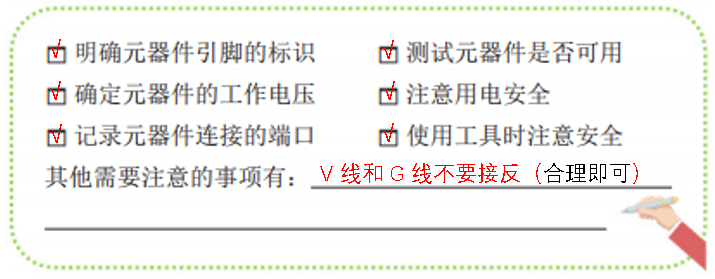 ☑ 明确元器件引脚的标识 ☑ 测试元器件是否可用
☑ 确定元器件的工作电压 ☑ 注意用电安全
☑ 记录元器件连接的端口 ☑ 使用工具时注意安全
其他需要注意的事项有：V 线和 G 线不要接反（合理即可）